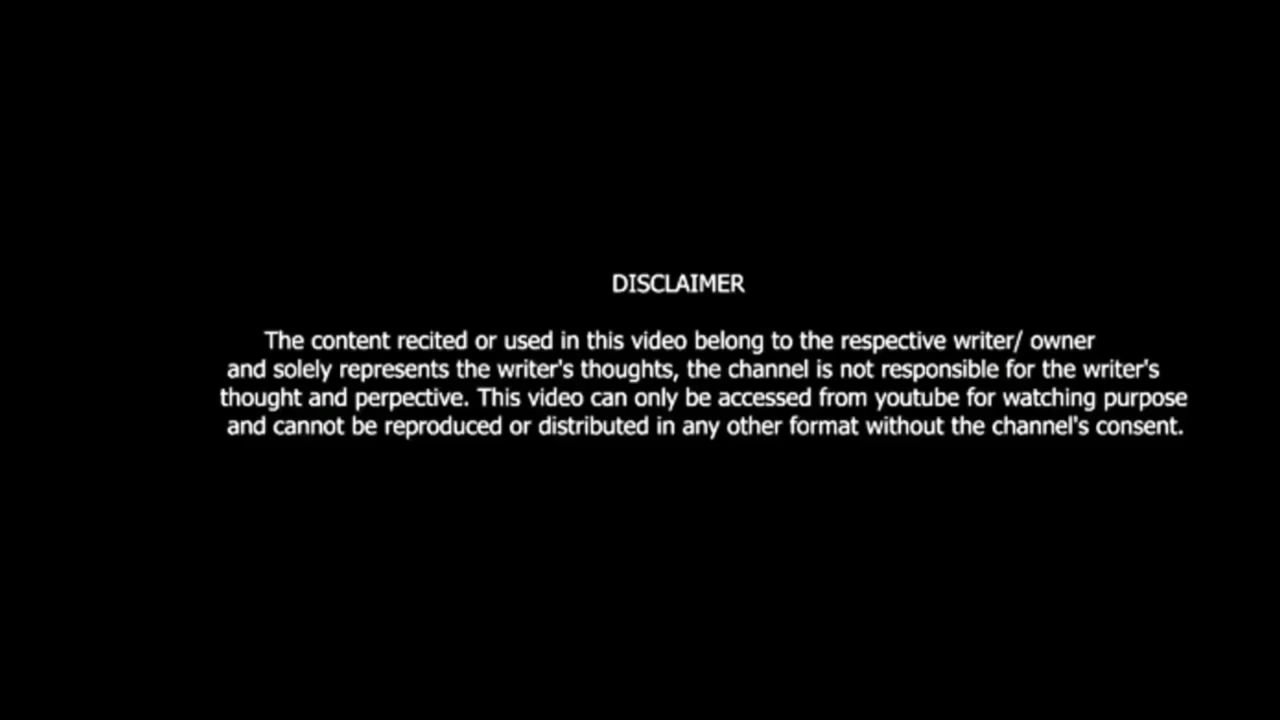 DISCLAIMER
The content recited or used in this video belong to the respective writer/ owner
and solely represents the writer's thoughts, the channel is not responsible for the writer's
thought and perpective. This video can only be accessed from youtube for watching purpose
and cannot be reproduced or distributed in any other format without the channel's consent.